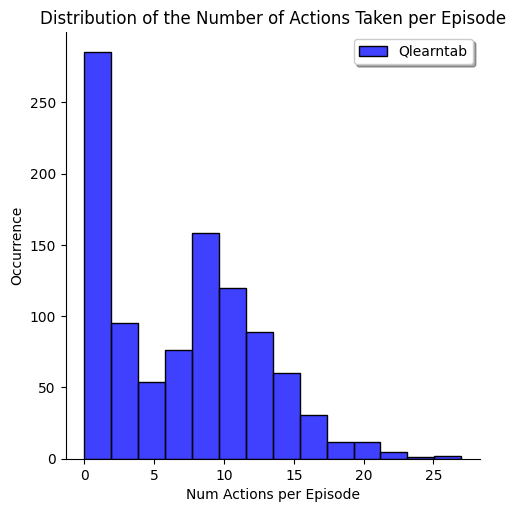 Distribution of the Number of Actions Taken per Episode
Qlearntab
Occurrence
250
200
150
100
50
0
0 5 10 15 20 25
Num Actions per Episode